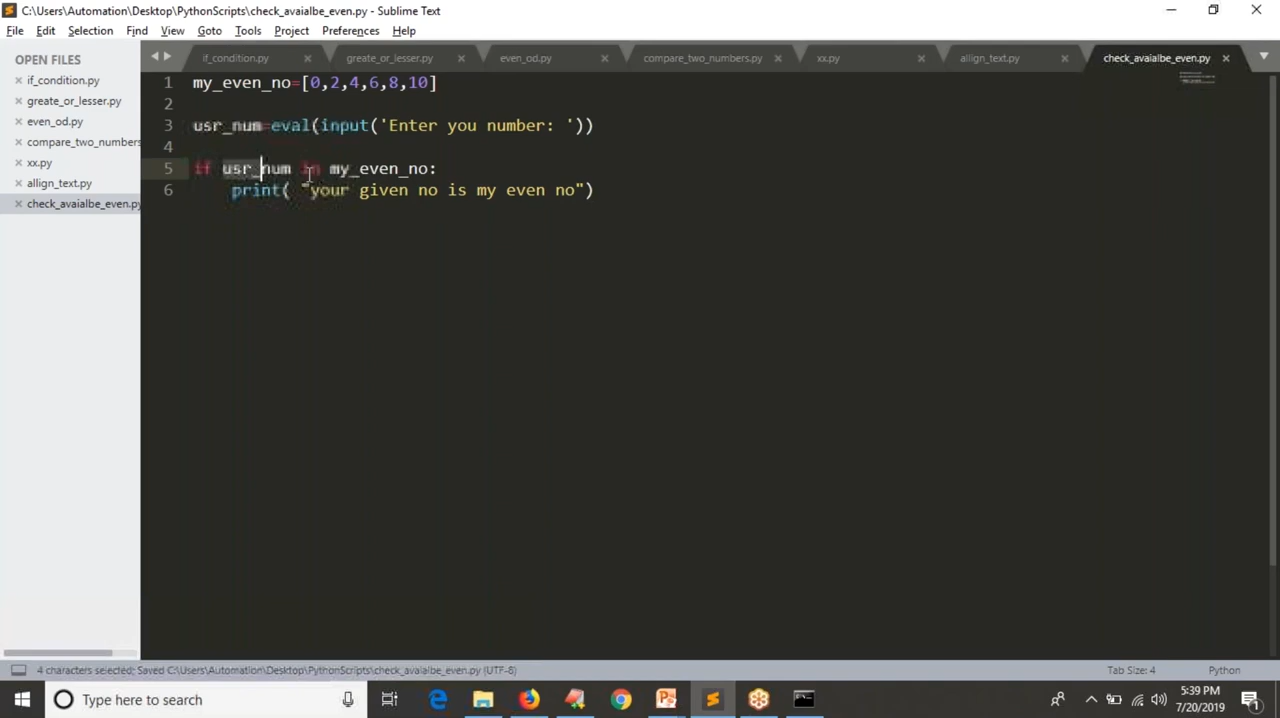 C:\Users\Automation\Desktop\PythonScripts\check_avaialbe_even.py - Sublime Text
File Edit Selection Find View Goto Tools Project Preferences Help
OPEN FILES
if_condition.py
greate_or_lesser.py
even_od.py
compare_two_numbers
xx.py
allign_text.py
check_avaialbe_even.py
if_condition.py greate_or_lesser.py even_od.py compare_two_numbers.py xx.py allign_text.py check_avaialbe_even.py
1 my_even_no=[0,2,4,6,8,10]
2
3 usr_num=eval(input('Enter you number: '))
4
5 if usr_num in my_even_no:
6 print( "your given no is my even no")
4 characters selected; Saved C:\Users\Automation\Desktop\PythonScripts\check_avaialbe_even.py (UTF-8)
Tab Size: 4
Python
Type here to search
5:39 PM
7/20/2019
1